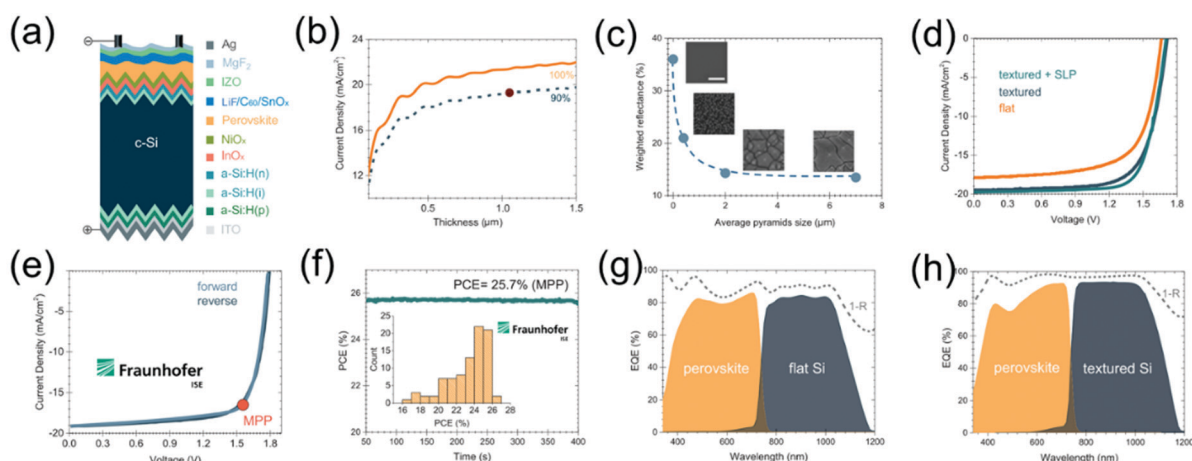 (a)
Ag
MgF₂
IZO
LiF/C₆₀/SnOₓ
Perovskite
NiOₓ
InOₓ
a-Si:H(n)
a-Si:H(i)
a-Si:H(p)
ITO
c-Si
(b)
Current Density (mA/cm²)
24
20
16
12
0.5
1.0
1.5
100%
90%
Thickness (μm)
(c)
Weighted reflectance (%)
40
35
30
25
20
15
10
0
2
4
6
8
Average pyramids size (μm)
(d)
Current Density (mA/cm²)
0
-5
-10
-15
-20
textured + SLP
textured
flat
0.0
0.3
0.6
0.9
1.2
1.5
1.8
Voltage (V)
(e)
Current Density (mA/cm²)
0
-5
-10
-15
-20
forward
reverse
Fraunhofer
ISE
MPP
0.0
0.3
0.6
0.9
1.2
1.5
1.8
Voltage (V)
(f)
PCE (%)
26
24
22
20
PCE= 25.7% (MPP)
Count
25
20
15
10
5
0
16 18 20 22 24 26 28
PCE (%)
Fraunhofer
ISE
50 100 150 200 250 300 350 400
Time (s)
(g)
EQE (%)
100
80
60
40
20
0
1-R
perovskite
flat Si
400
600
800
1000
1200
Wavelength (nm)
(h)
EQE (%)
100
80
60
40
20
0
1-R
perovskite
textured Si
400
600
800
1000
1200
Wavelength (nm)